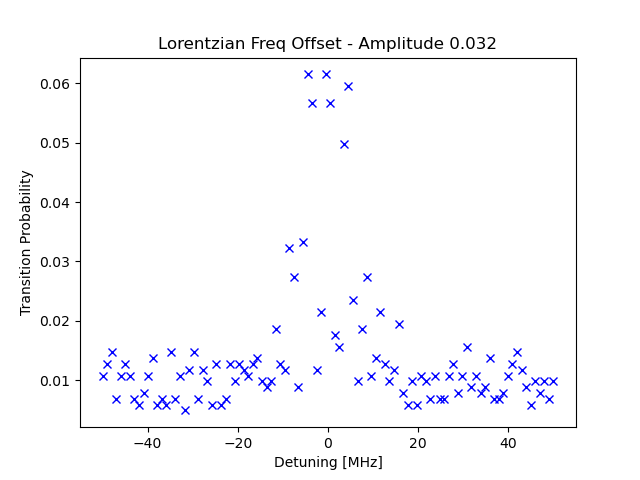 Lorentzian Freq Offset - Amplitude 0.032
0.06
0.05
0.04
0.03
0.02
0.01
Transition Probability
−40 −20 0 20 40
Detuning [MHz]